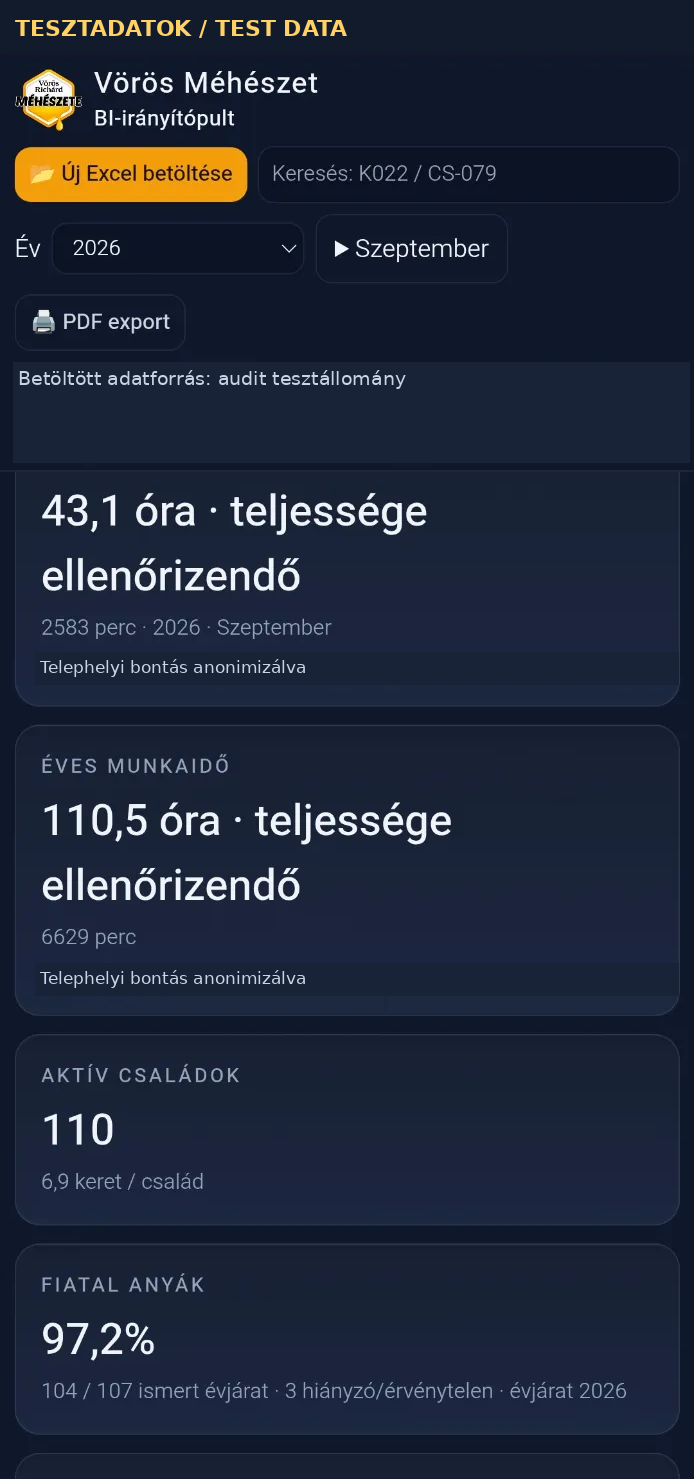 TESZTADATOK / TEST DATA
Vörös
Richárd
MÉHÉSZETE
Vörös Méhészet
BI-irányítópult
📂 Új Excel betöltése
Keresés: K022 / CS-079
Év
2026
▶ Szeptember
🖨️ PDF export
Betöltött adatforrás: audit tesztállomány
43,1 óra · teljessége
ellenőrizendő
2583 perc · 2026 · Szeptember
Telephelyi bontás anonimizálva
ÉVES MUNKAIDŐ
110,5 óra · teljessége
ellenőrizendő
6629 perc
Telephelyi bontás anonimizálva
AKTÍV CSALÁDOK
110
6,9 keret / család
FIATAL ANYÁK
97,2%
104 / 107 ismert évjárat · 3 hiányzó/érvénytelen · évjárat 2026